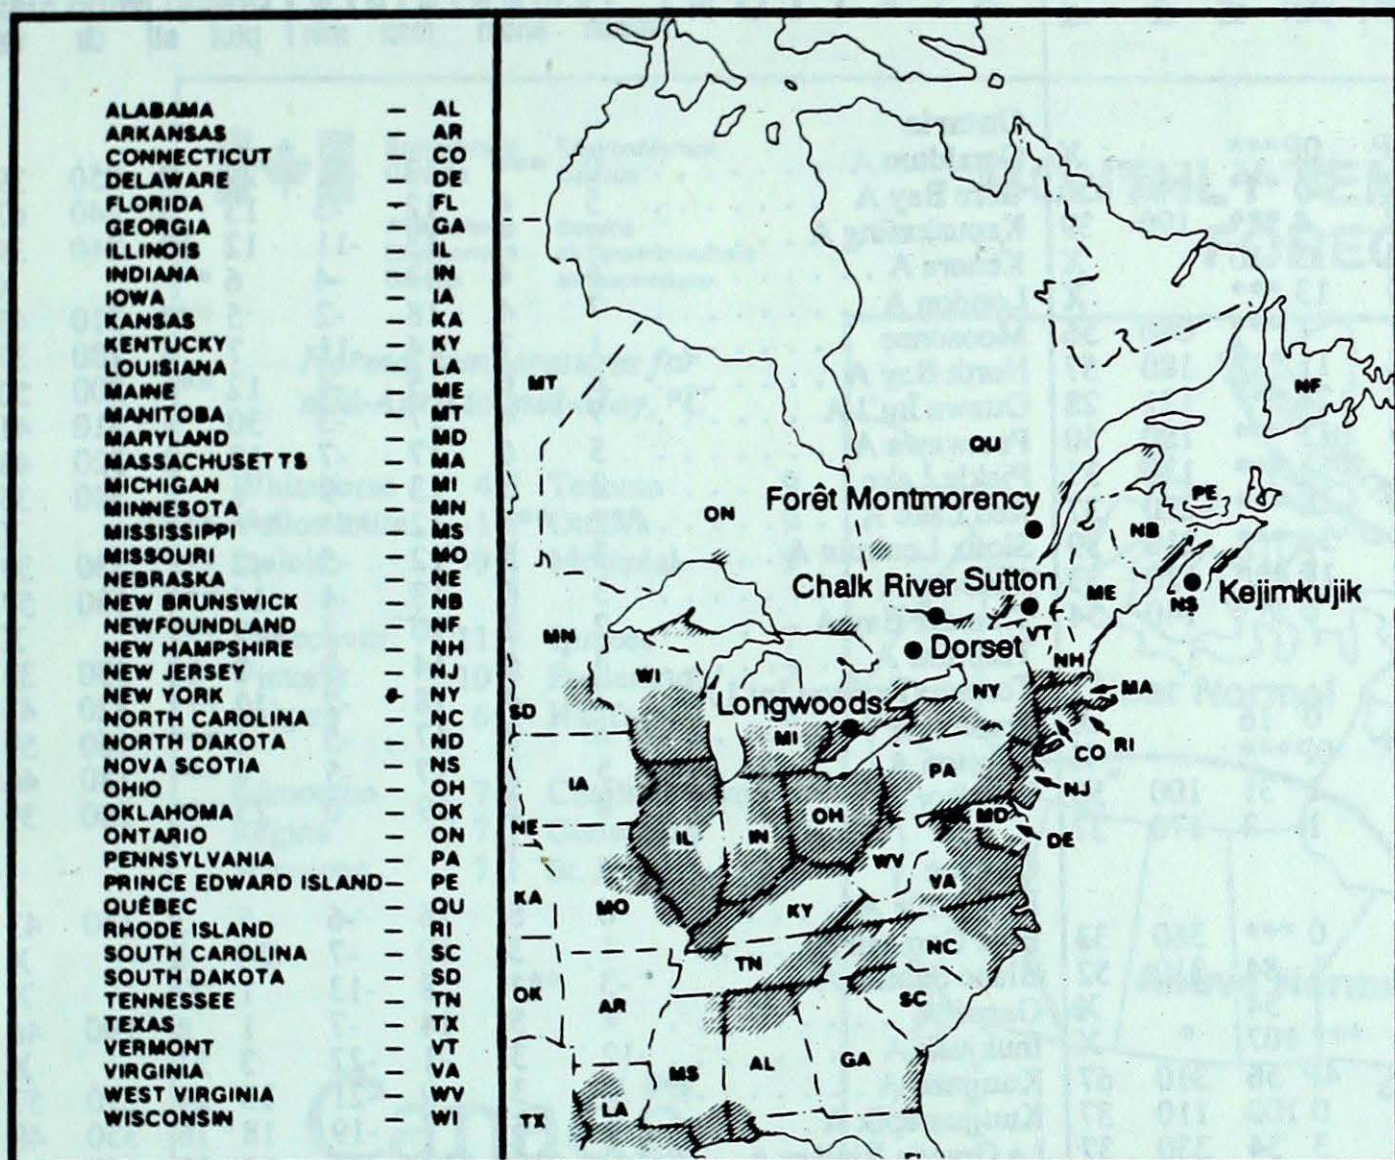 ALABAMA — AL
ARKANSAS — AR
CONNECTICUT — CO
DELAWARE — DE
FLORIDA — FL
GEORGIA — GA
ILLINOIS — IL
INDIANA — IN
IOWA — IA
KANSAS — KA
KENTUCKY — KY
LOUISIANA — LA
MAINE — ME
MANITOBA — MT
MARYLAND — MD
MASSACHUSETTS — MA
MICHIGAN — MI
MINNESOTA — MN
MISSISSIPPI — MS
MISSOURI — MO
NEBRASKA — NE
NEW BRUNSWICK — NB
NEWFOUNDLAND — NF
NEW HAMPSHIRE — NH
NEW JERSEY — NJ
NEW YORK — NY
NORTH CAROLINA — NC
NORTH DAKOTA — ND
NOVA SCOTIA — NS
OHIO — OH
OKLAHOMA — OK
ONTARIO — ON
PENNSYLVANIA — PA
PRINCE EDWARD ISLAND — PE
QUÉBEC — QU
RHODE ISLAND — RI
SOUTH CAROLINA — SC
SOUTH DAKOTA — SD
TENNESSEE — TN
TEXAS — TX
VERMONT — VT
VIRGINIA — VA
WEST VIRGINIA — WV
WISCONSIN — WI
MT
NF
QU
Forêt Montmorency
PE
ON
NB
Chalk River
Sutton
ME
NS
Kejimkujik
MN
VT
Dorset
NH
WI
NY
MA
SD
Longwoods
MI
RI
CO
IA
PA
NJ
NE
IL
IN
OH
MD
DE
WV
VA
KA
MO
KY
NC
TN
OK
AR
SC
MS
AL
GA
LA
TX